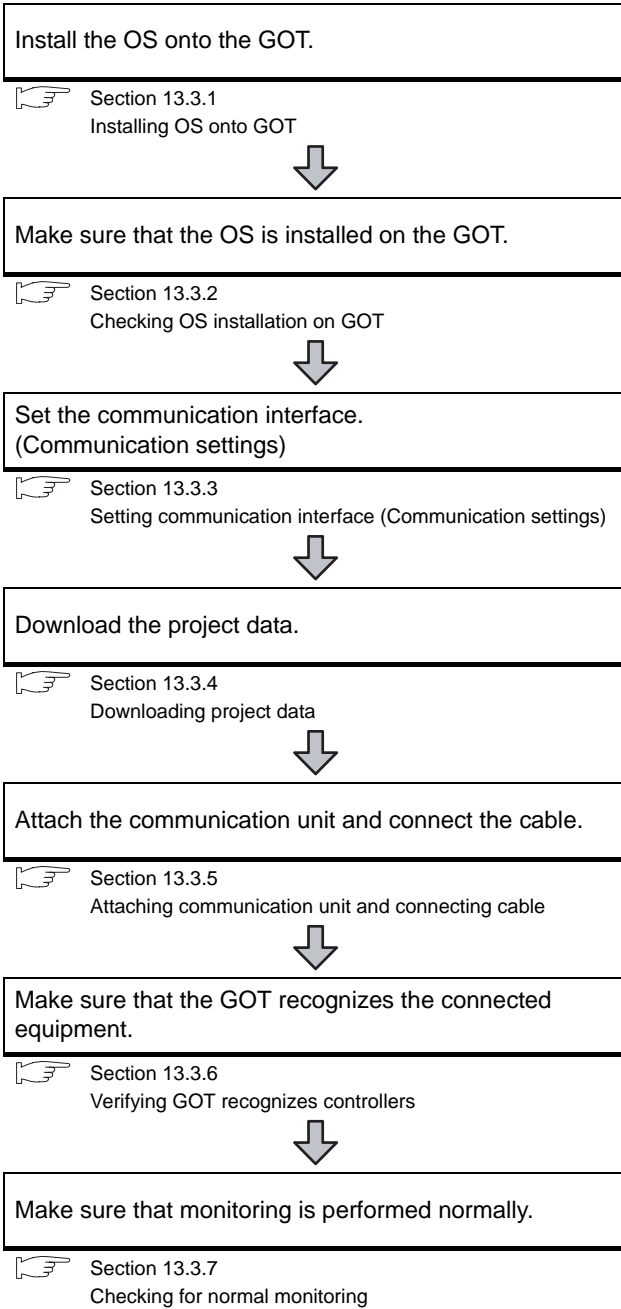 Install the OS onto the GOT.
Section 13.3.1
Installing OS onto GOT
Make sure that the OS is installed on the GOT.
Section 13.3.2
Checking OS installation on GOT
Set the communication interface.
(Communication settings)
Section 13.3.3
Setting communication interface (Communication settings)
Download the project data.
Section 13.3.4
Downloading project data
Attach the communication unit and connect the cable.
Section 13.3.5
Attaching communication unit and connecting cable
Make sure that the GOT recognizes the connected
equipment.
Section 13.3.6
Verifying GOT recognizes controllers
Make sure that monitoring is performed normally.
Section 13.3.7
Checking for normal monitoring